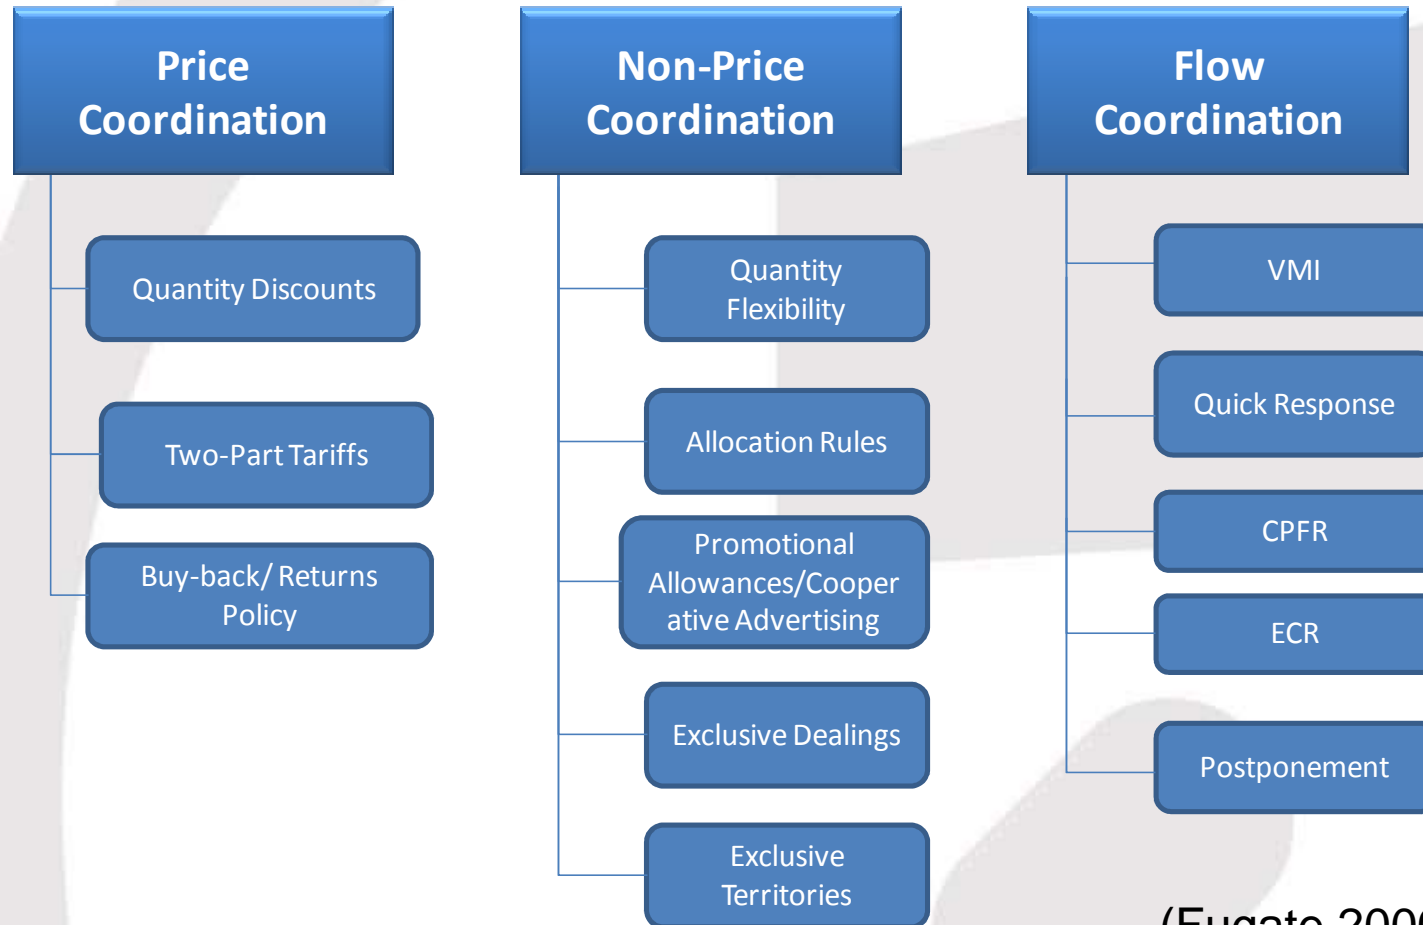 Price
Coordination
Quantity Discounts
Two-Part Tariffs
Buy-back/ Returns
Policy
Non-Price
Coordination
Quantity
Flexibility
Allocation Rules
Promotional
Allowances/Cooper
ative Advertising
Exclusive Dealings
Exclusive
Territories
Flow
Coordination
VMI
Quick Response
CPFR
ECR
Postponement